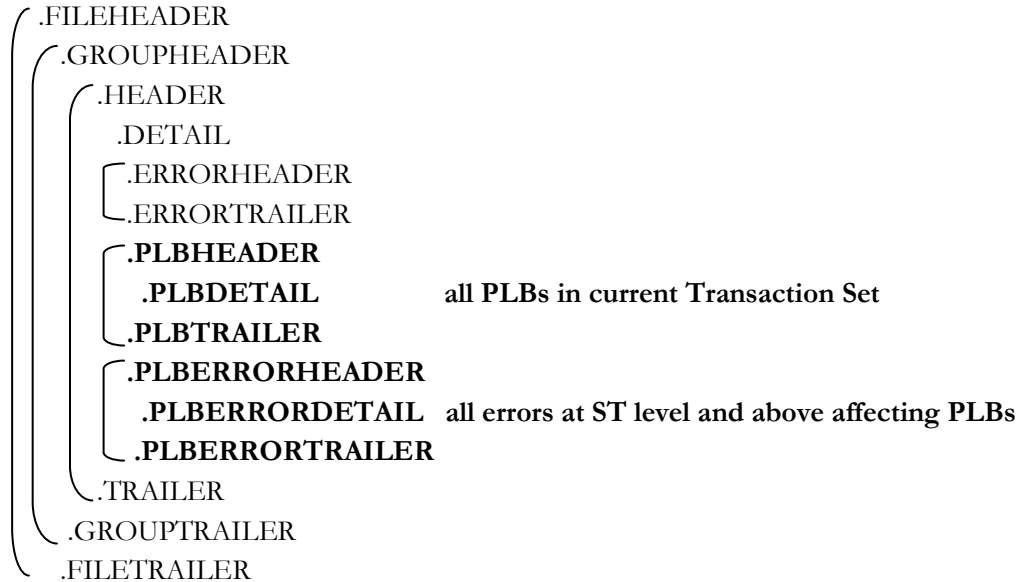 .FILEHEADER
.GROUPHEADER
.HEADER
.DETAIL
.ERRORHEADER
.ERRORTRAILER
.PLBHEADER
.PLBDETAIL all PLBs in current Transaction Set
.PLBTRAILER
.PLBERRORHEADER
.PLBERRORDETAIL all errors at ST level and above affecting PLBs
.PLBERRORTRAILER
.TRAILER
.GROUPTRAILER
.FILETRAILER